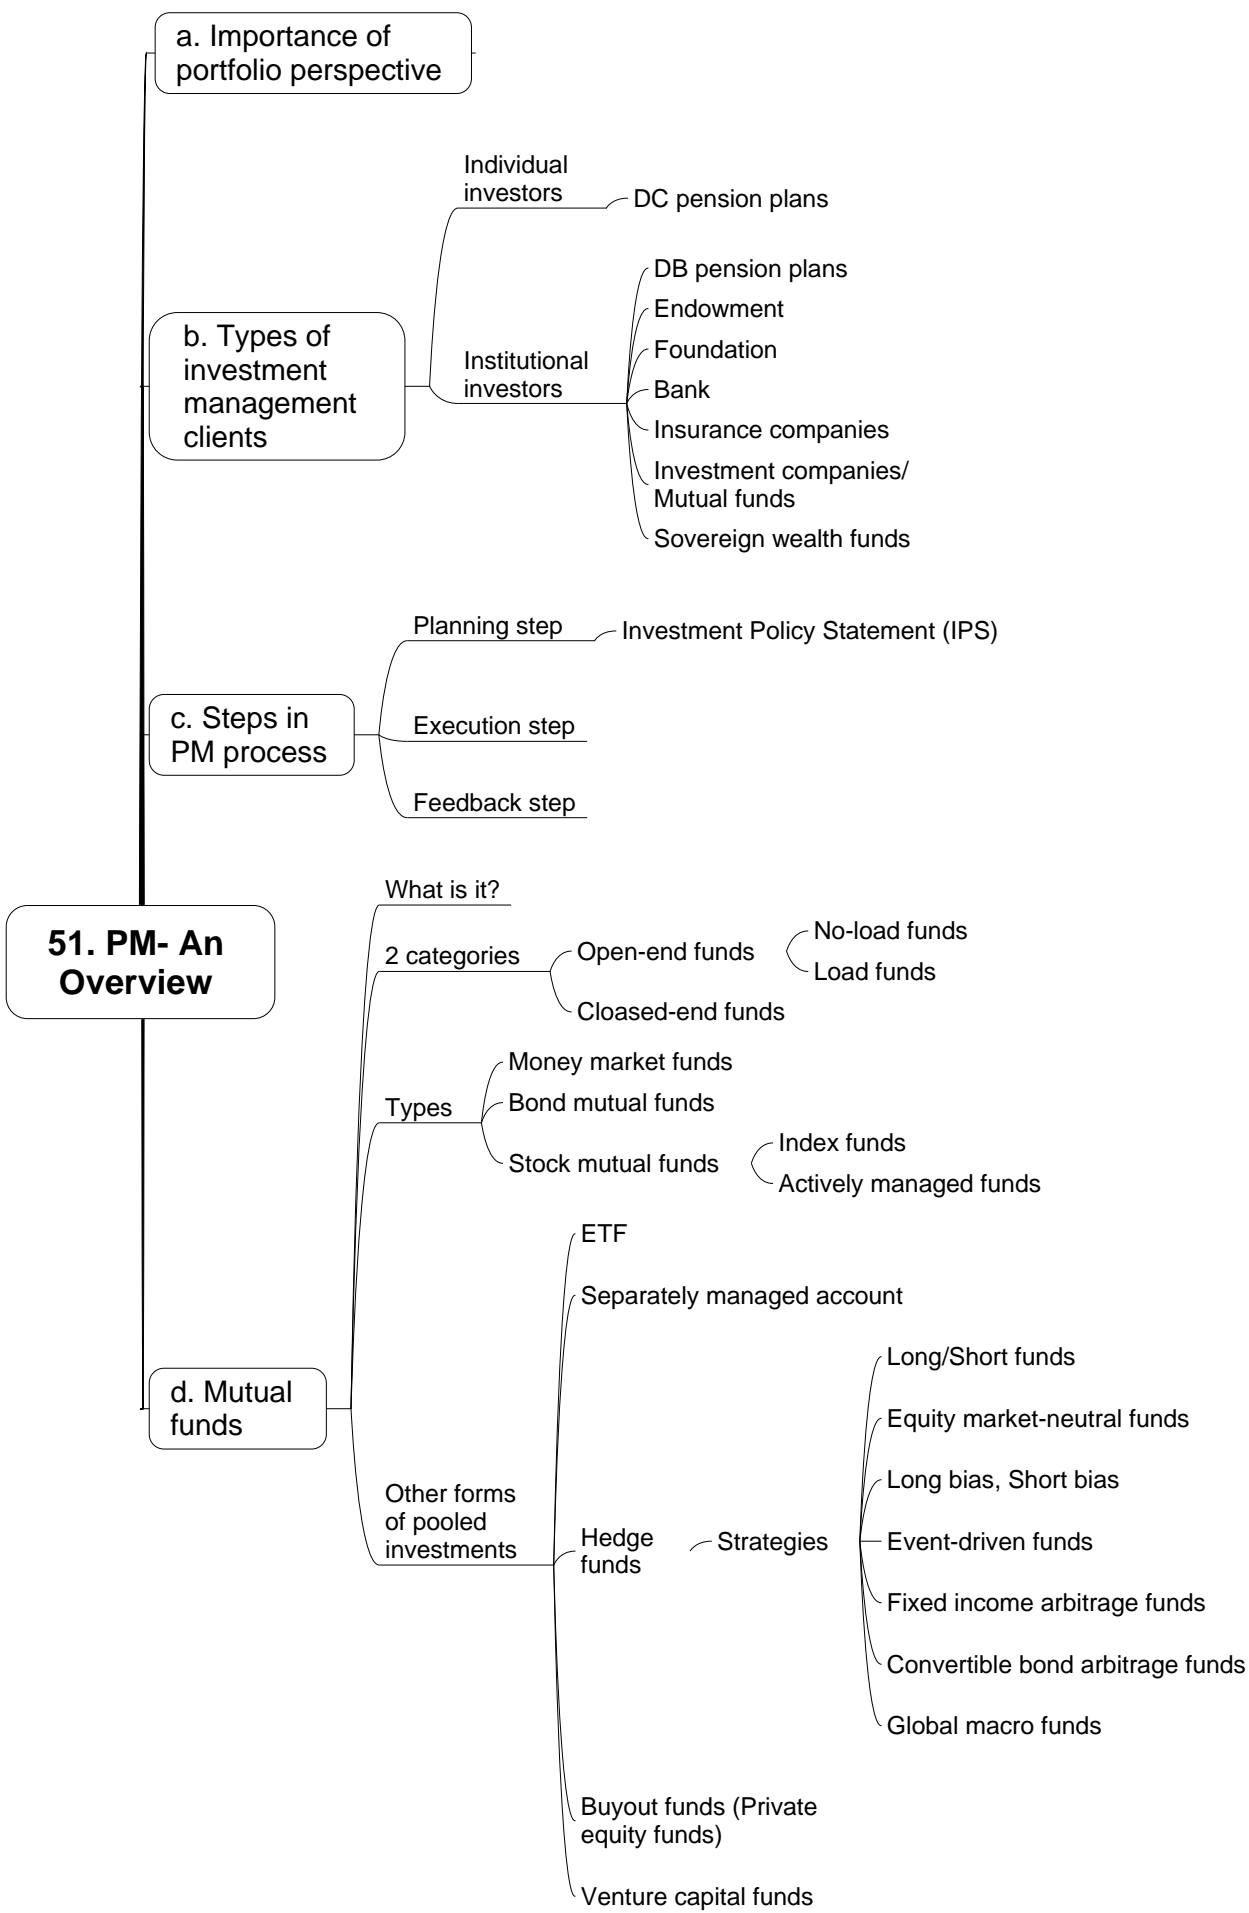 a. Importance of
portfolio perspective
Individual
investors
DC pension plans
DB pension plans
Endowment
b. Types of
investment
management
clients
Institutional
investors
Foundation
Bank
Insurance companies
Investment companies/
Mutual funds
Sovereign wealth funds
Planning step
Investment Policy Statement (IPS)
c. Steps in
PM process
Execution step
Feedback step
51. PM- An
Overview
What is it?
2 categories
Open-end funds
No-load funds
Load funds
Cloased-end funds
Types
Money market funds
Bond mutual funds
Stock mutual funds
Index funds
Actively managed funds
d. Mutual
funds
Other forms
of pooled
investments
ETF
Separately managed account
Hedge
funds
Strategies
Long/Short funds
Equity market-neutral funds
Long bias, Short bias
Event-driven funds
Fixed income arbitrage funds
Convertible bond arbitrage funds
Global macro funds
Buyout funds (Private
equity funds)
Venture capital funds